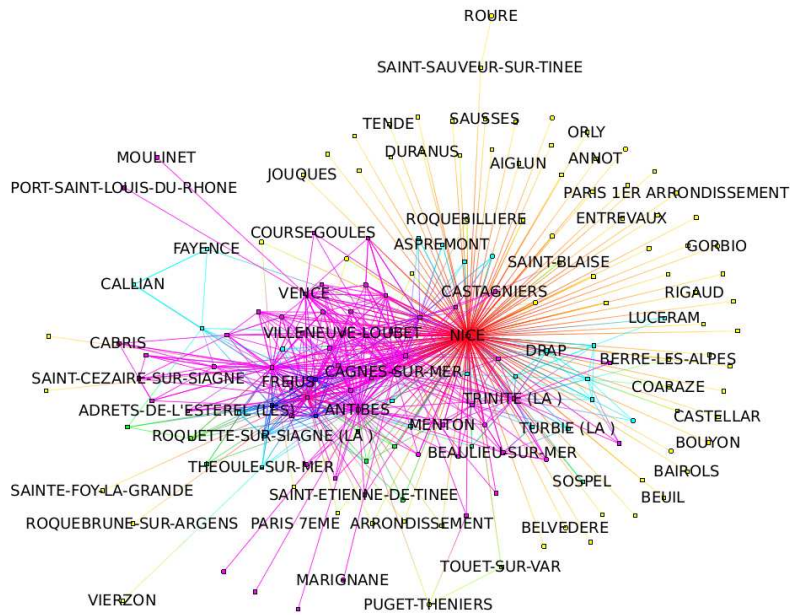 ROURE
SAINT-SAUVEUR-SUR-TINEE
TENDE
SAUSSES
ORLY
MOULINET
DURANUS
AIGLUN
ANNOT
PORT-SAINT-LOUIS-DU-RHONE
JOUQUES
PARIS 1ER ARRONDISSEMENT
ROQUEBILLIERE
ENTREVAUX
COURSEGOULES
FAYENCE
ASPREMONT
GORBIO
SAINT-BLAISE
CALLIAN
VENCE
CASTAGNIERS
RIGAUD
LUCERAM
VILLENEUVE-LOUBET
NICE
CABRIS
DRAP
BERRE-LES-ALPES
SAINT-CEZAIRE-SUR-SIAGNE
FREJUS
CAGNES-SUR-MER
COARAZE
ADRETS-DE-L'ESTEREL (LES)
ANTIBES
TRINITE (LA )
CASTELLAR
ROQUETTE-SUR-SIAGNE (LA )
MENTON
TURBIE (LA )
BOUYON
THEOULE-SUR-MER
BEAULIEU-SUR-MER
BAIROLS
SAINTE-FOY-LA-GRANDE
SAINT-ETIENNE-DE-TINEE
SOSPEL
BEUIL
ROQUEBRUNE-SUR-ARGENS
PARIS 7EME ARRONDISSEMENT
BELVEDERE
TOUET-SUR-VAR
MARIGNANE
VIERZON
PUGET-THENIERS